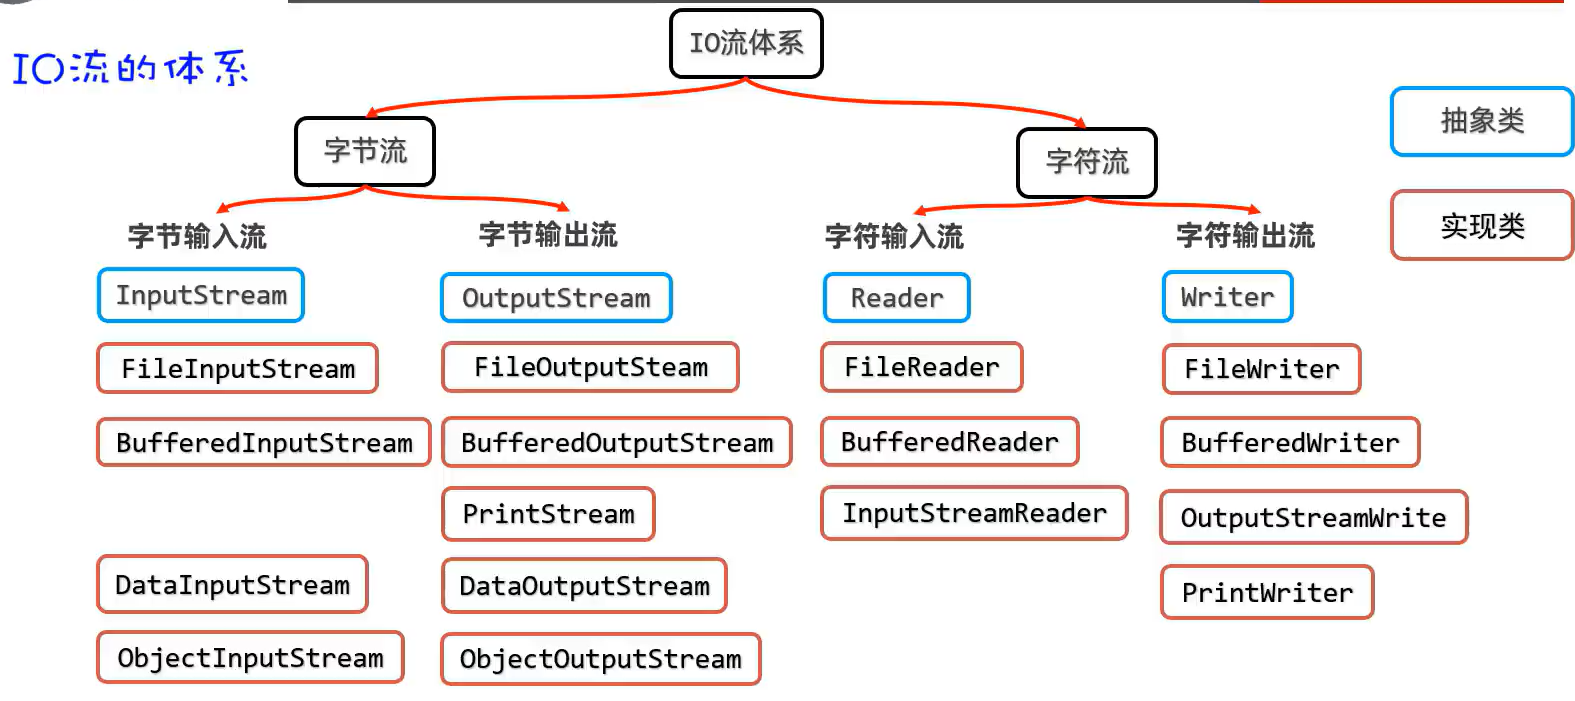 IO流的体系
IO流体系
字节流
字符流
抽象类
实现类
字节输入流
字节输出流
字符输入流
字符输出流
InputStream
OutputStream
Reader
Writer
FileInputStream
FileOutputSteam
FileReader
FileWriter
BufferedInputStream
BufferedOutputStream
BufferedReader
BufferedWriter
PrintStream
InputStreamReader
OutputStreamWrite
DataInputStream
DataOutputStream
PrintWriter
ObjectInputStream
ObjectOutputStream